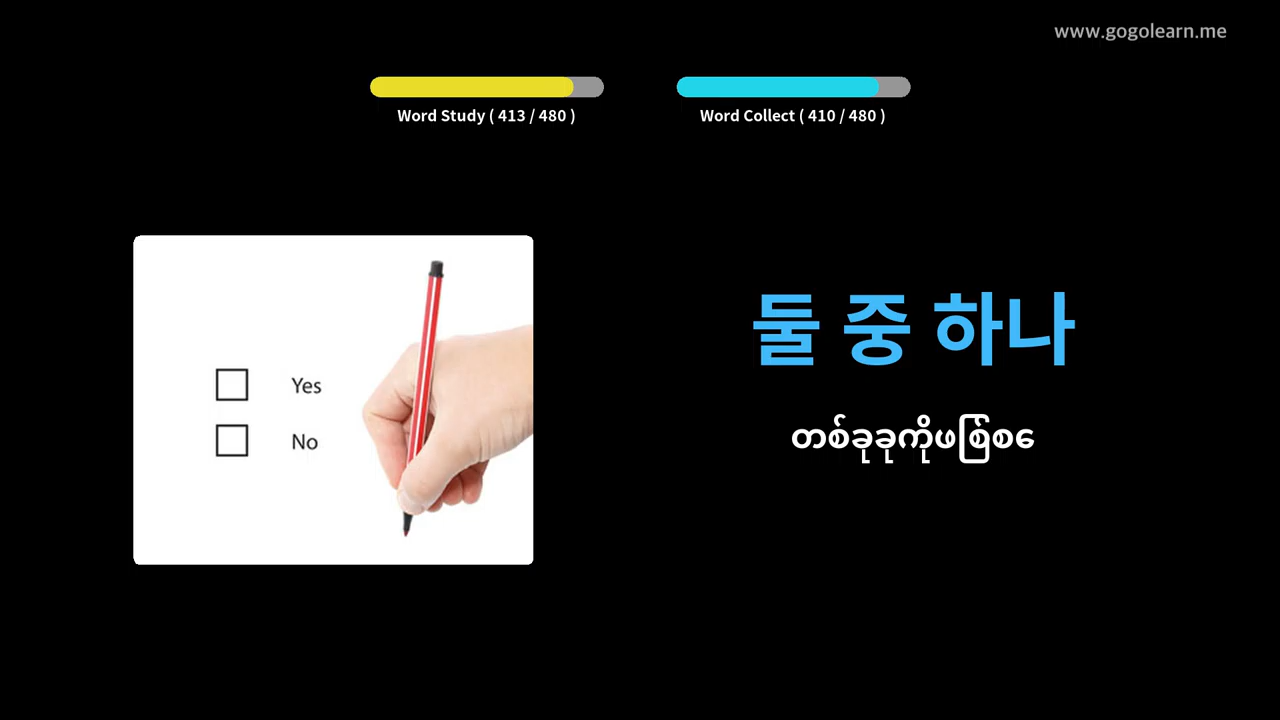 www.gogolearn.me
Word Study ( 413 / 480 )
Word Collect ( 410 / 480 )
Yes
No
둘 중 하나
တစ်ခုခုကိုဖြစ်စေ